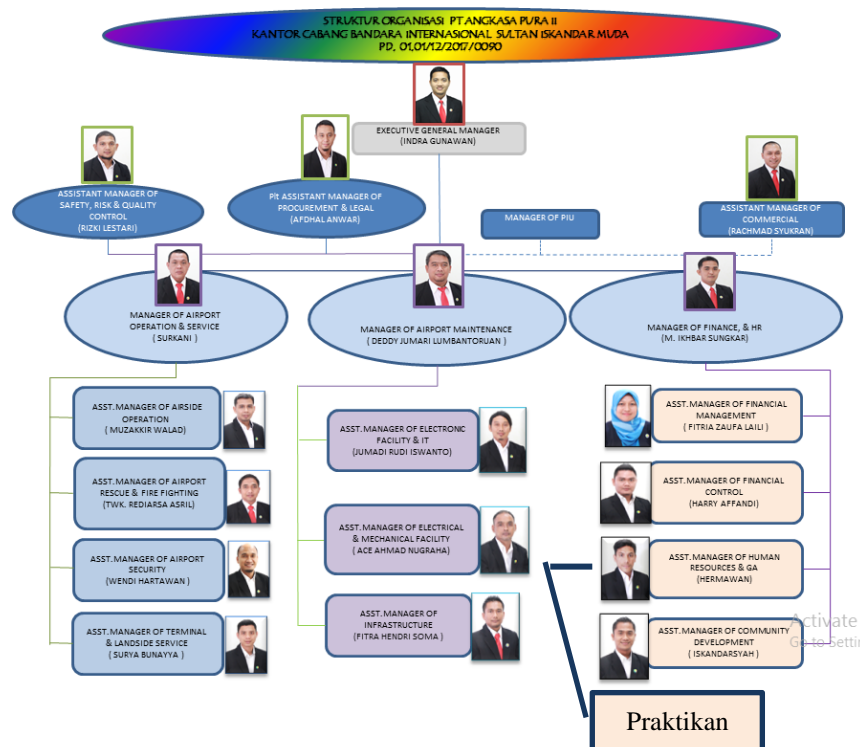 STRUKTUR ORGANISASI PT ANGKASA PURA II
KANTOR CABANG BANDARA INTERNASIONAL SULTAN ISKANDAR MUDA
PD. 01.01/12/2017/0090
EXECUTIVE GENERAL MANAGER
(INDRA GUNAWAN)
ASSISTANT MANAGER OF
SAFETY, RISK & QUALITY
CONTROL
(RIZKI LESTARI)
Plt ASSISTANT MANAGER OF
PROCUREMENT & LEGAL
(AFDHAL ANWAR)
MANAGER OF PIU
ASSISTANT MANAGER OF
COMMERCIAL
(RACHMAD SYUKRAN)
MANAGER OF AIRPORT
OPERATION & SERVICE
( SURKANI )
MANAGER OF AIRPORT MAINTENANCE
( DEDDY JUMARI LUMBANTORUAN )
MANAGER OF FINANCE, & HR
(M. IKHBAR SUNGKAR)
ASST.MANAGER OF AIRSIDE
OPERATION
( MUZAKKIR WALAD)
ASST.MANAGER OF AIRPORT
RESCUE & FIRE FIGHTING
(TWK. REDIARSA ASRIL)
ASST.MANAGER OF AIRPORT
SECURITY
(WENDI HARTAWAN )
ASST.MANAGER OF TERMINAL
& LANDSIDE SERVICE
( SURYA BUNAYYA )
ASST.MANAGER OF ELECTRONIC
FACILITY & IT
(JUMADI RUDI ISWANTO)
ASST.MANAGER OF ELECTRICAL
& MECHANICAL FACILITY
( ACE AHMAD NUGRAHA)
ASST.MANAGER OF
INFRASTRUCTURE
(FITRA HENDRI SOMA )
ASST.MANAGER OF FINANCIAL
MANAGEMENT
( FITRIA ZAUFA LAILI )
ASST.MANAGER OF FINANCIAL
CONTROL
(HARRY AFFANDI)
ASST.MANAGER OF HUMAN
RESOURCES & GA
(HERMAWAN)
ASST.MANAGER OF COMMUNITY
DEVELOPMENT
( ISKANDARSYAH )
Activate
Go to Settin
Praktikan